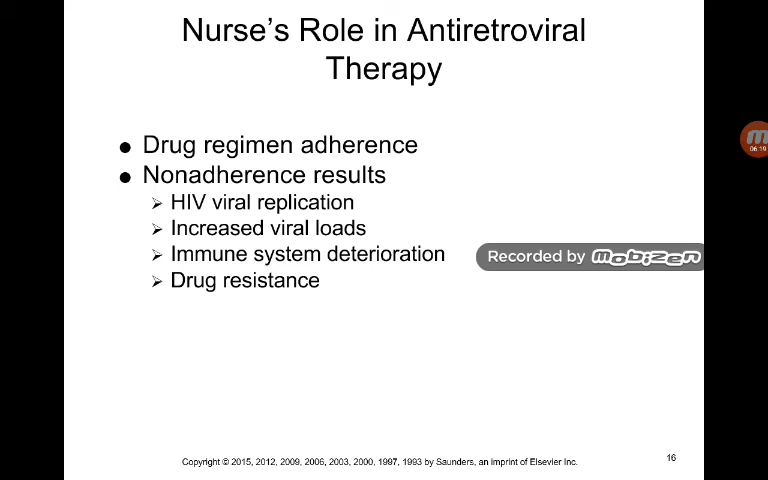 Nurse’s Role in Antiretroviral
Therapy
● Drug regimen adherence
● Nonadherence results
➢ HIV viral replication
➢ Increased viral loads
➢ Immune system deterioration
➢ Drug resistance
Recorded by mobizen
m
06:19
Copyright © 2015, 2012, 2009, 2006, 2003, 2000, 1997, 1993 by Saunders, an imprint of Elsevier Inc.
16